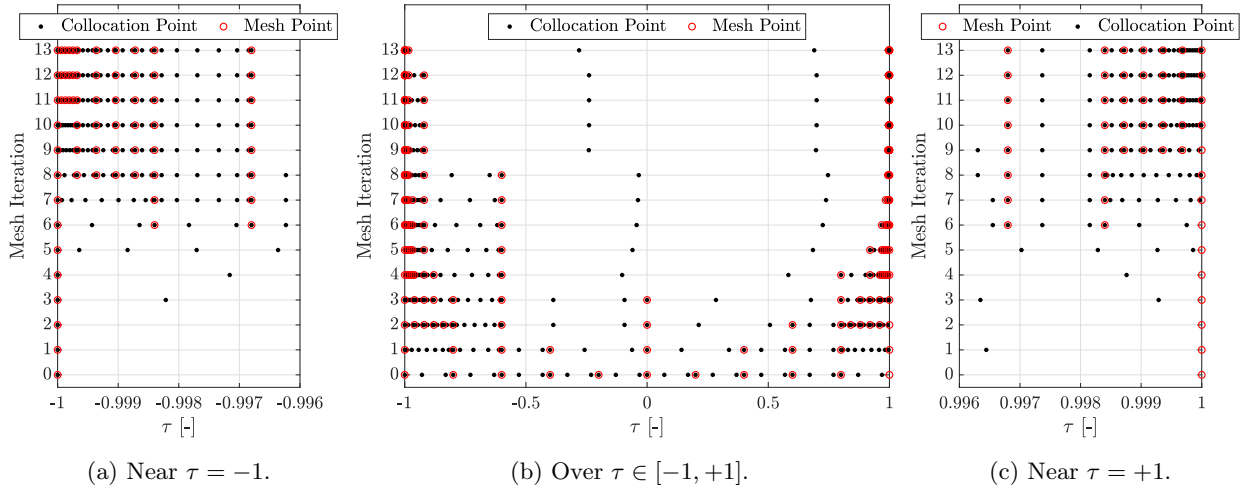 • Collocation Point ○ Mesh Point
Mesh Iteration
13
12
11
10
9
8
7
6
5
4
3
2
1
0
-1 -0.999 -0.998 -0.997 -0.996
τ [-]
(a) Near τ = −1.
• Collocation Point ○ Mesh Point
Mesh Iteration
13
12
11
10
9
8
7
6
5
4
3
2
1
0
-1 -0.5 0 0.5 1
τ [-]
(b) Over τ ∈ [−1, +1].
○ Mesh Point • Collocation Point
Mesh Iteration
13
12
11
10
9
8
7
6
5
4
3
2
1
0
0.996 0.997 0.998 0.999 1
τ [-]
(c) Near τ = +1.